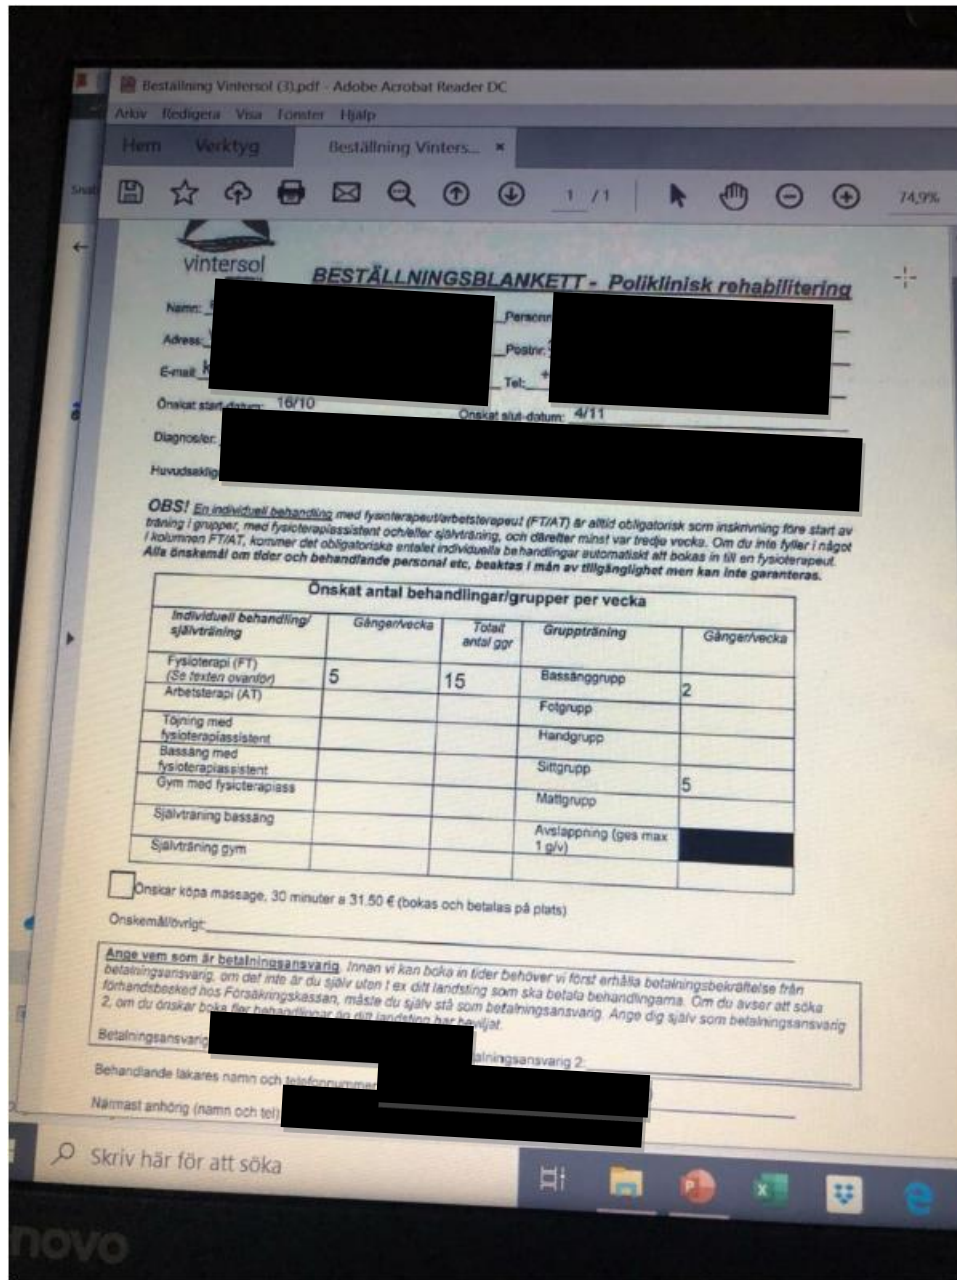 Beställning Vintersol (3).pdf - Adobe Acrobat Reader DC
Arkiv Redigera Visa Fönster Hjälp
Hem Verktyg Beställning Vinters... ×
1 / 1 74,9%
vintersol
BESTÄLLNINGSBLANKETT - Poliklinisk rehabilitering
Namn:
Adress: Postnr:
E-mail: k Tel: +
Önskat start-datum: 16/10 Önskat slut-datum: 4/11
Diagnos/er:
OBS! En individuell behandling med fysioterapeut/arbetsterapeut (FT/AT) är alltid obligatorisk som inskrivning före start av
träning i grupper, med fysioterapiassistent och/eller självträning, och därefter minst var tredje vecka. Om du inte fyller i något
i kolumnen FT/AT, kommer det obligatoriska antalet individuella behandlingar automatiskt att bokas in till en fysioterapeut.
Alla önskemål om tider och behandlande personal etc, beaktas i mån av tillgänglighet men kan inte garanteras.
Önskat antal behandlingar/grupper per vecka
Individuell behandling/
självträning
Gånger/vecka
Totalt
antal ggr
Gruppträning
Gånger/vecka
Fysioterapi (FT)
(Se texten ovanför)
5
15
Bassänggrupp
2
Arbetsterapi (AT)
Fotgrupp
Töjning med
fysioterapiassistent
Handgrupp
Bassäng med
fysioterapiassistent
Sittgrupp
5
Gym med fysioterapiass
Mattgrupp
Självträning bassäng
Avslappning (ges max
1 g/v)
Självträning gym
Önskar köpa massage, 30 minuter a 31.50 € (bokas och betalas på plats)
Önskemål/övrigt:
Ange vem som är betalningsansvarig. Innan vi kan boka in tider behöver vi först erhålla betalningsbekräftelse från
betalningsansvarig, om det inte är du själv utan t ex ditt landsting som ska betala behandlingarna. Om du avser att söka
förhandsbesked hos Försäkringskassan, måste du själv stå som betalningsansvarig. Ange dig själv som betalningsansvarig
2, om du önskar boka fler behandlingar än ditt landsting har beviljat.
Betalningsansvarig alningsansvarig 2:
Behandlande läkares namn och telefonnummer
Närmast anhörig (namn och tel)
Skriv här för att söka
novo